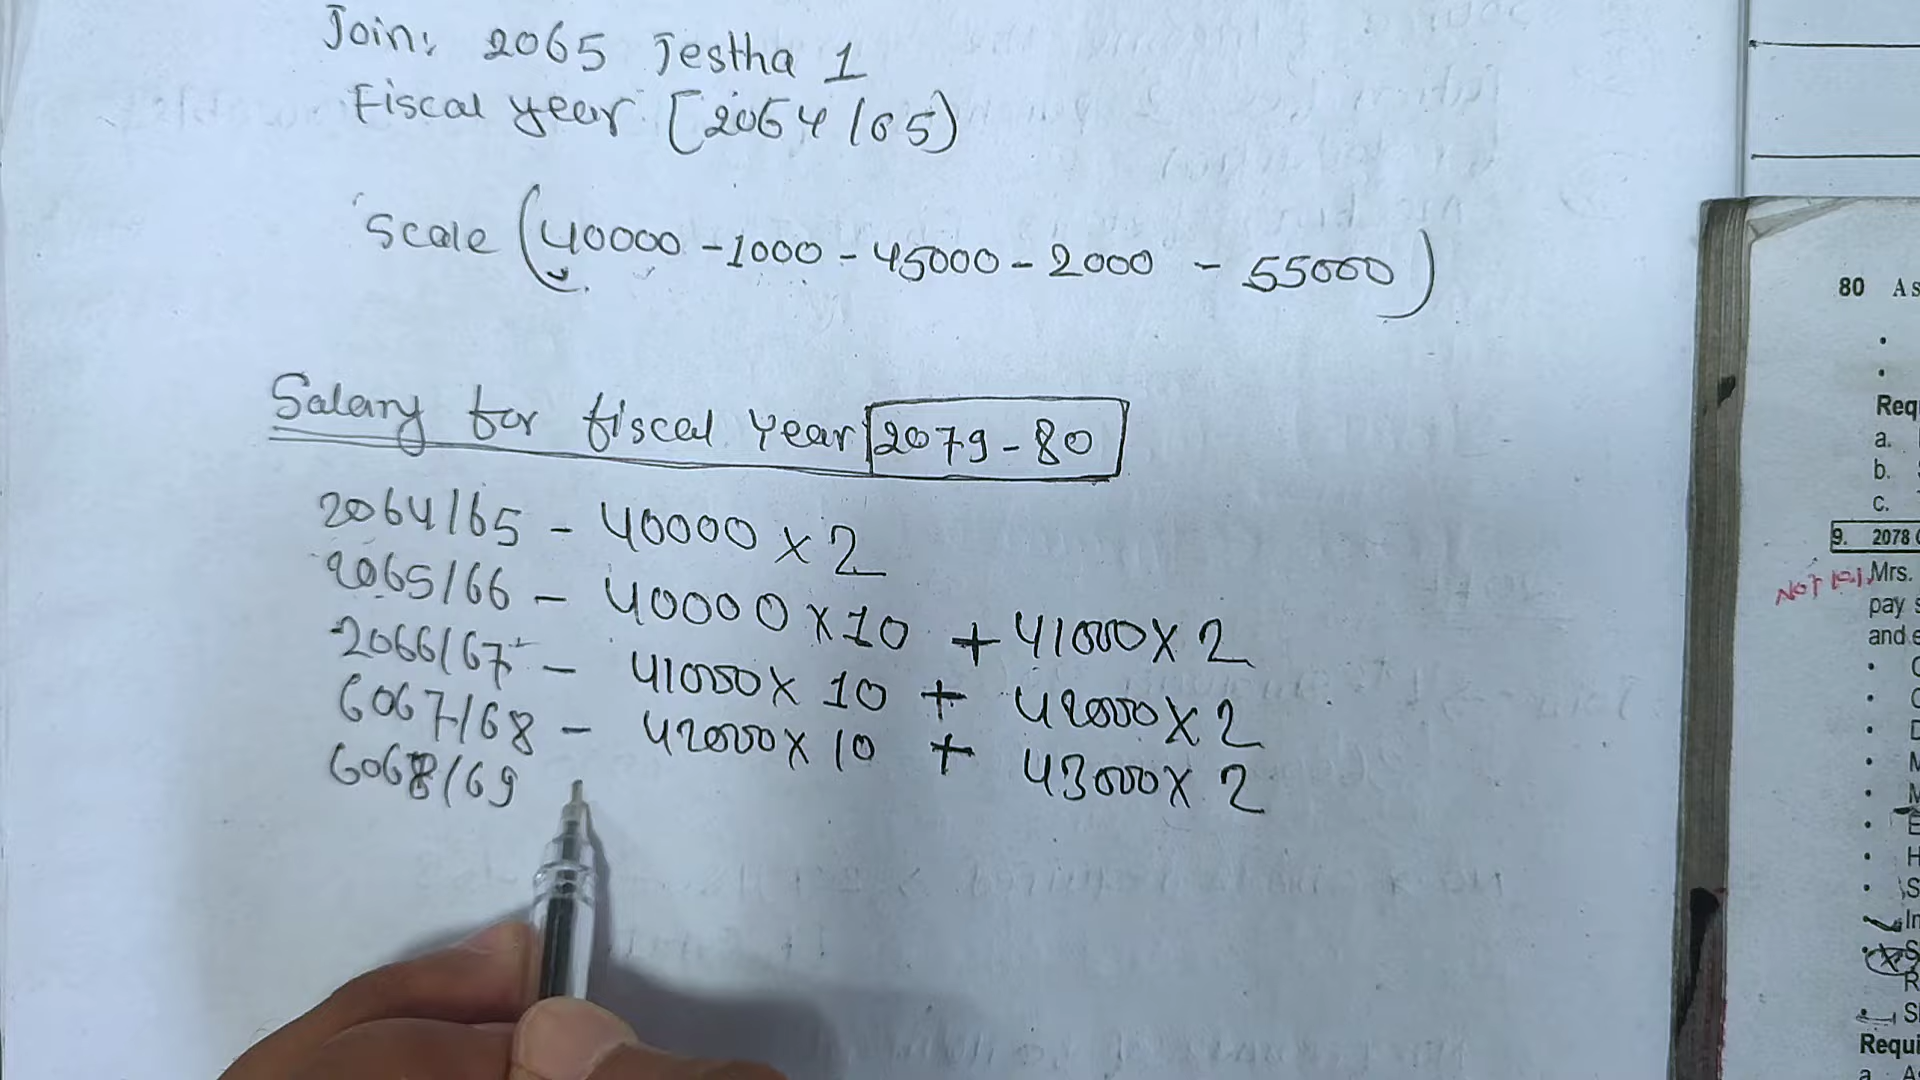 Join: 2065 Jestha 1
Fiscal year [2064/65)
Scale (40000 - 1000 - 45000 - 2000 - 55000)
Salary for fiscal Year 2079-80
2064/65 - 40000 x 2
2065/66 - 40000 x 10 + 41000 x 2
2066/67 - 41000 x 10 + 42000 x 2
6067/68 - 42000 x 10 + 43000 x 2
6068/69
80 As
Req
a.
b.
c.
9. 2078
Mrs.
pay s
and e
Requi
a. A